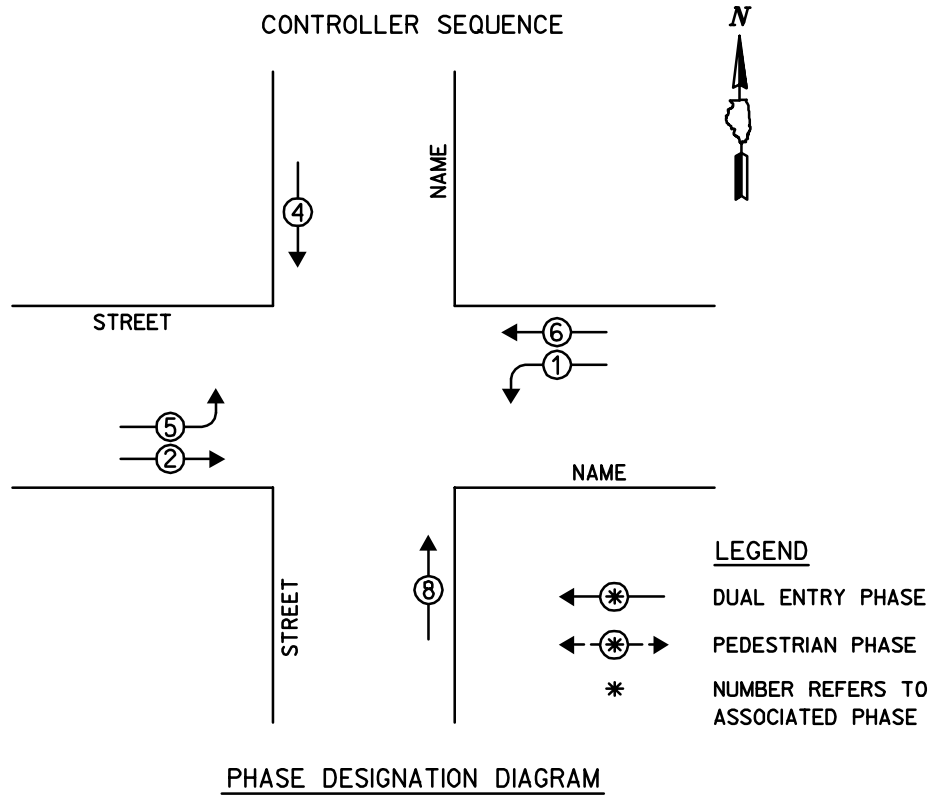 CONTROLLER SEQUENCE
N
NAME
4
STREET
6
1
5
2
NAME
8
STREET
LEGEND
* DUAL ENTRY PHASE
* PEDESTRIAN PHASE
* NUMBER REFERS TO
ASSOCIATED PHASE
PHASE DESIGNATION DIAGRAM